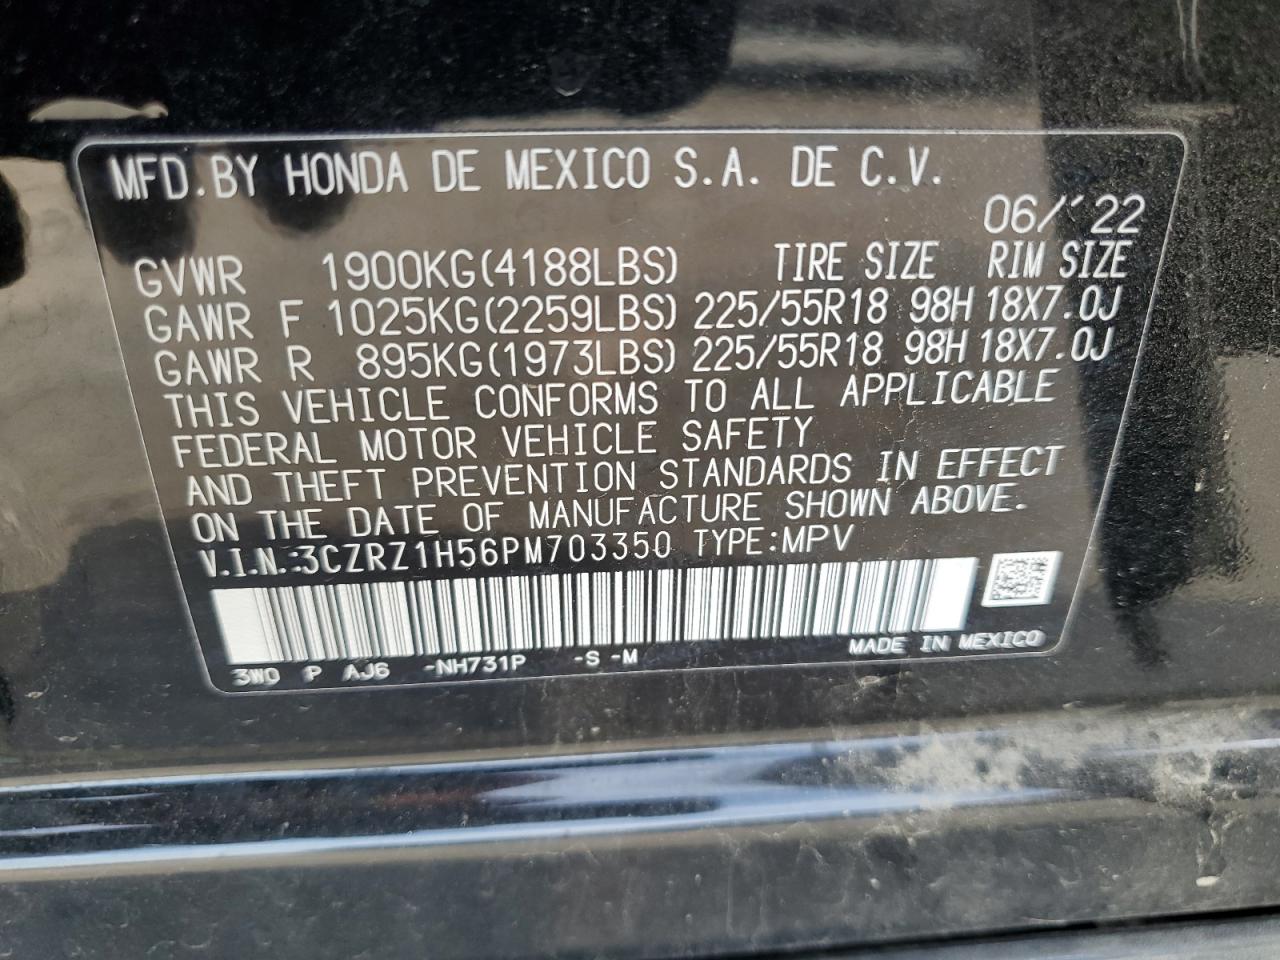 MFD.BY HONDA DE MEXICO S.A. DE C.V.
06/'22
GVWR 1900KG(4188LBS) TIRE SIZE RIM SIZE
GAWR F 1025KG(2259LBS) 225/55R18 98H 18X7.0J
GAWR R 895KG(1973LBS) 225/55R18 98H 18X7.0J
THIS VEHICLE CONFORMS TO ALL APPLICABLE
FEDERAL MOTOR VEHICLE SAFETY
AND THEFT PREVENTION STANDARDS IN EFFECT
ON THE DATE OF MANUFACTURE SHOWN ABOVE.
V.I.N.:3CZRZ1H56PM703350 TYPE:MPV
MADE IN MEXICO
3W0 P AJ6 -NH731P -S -M